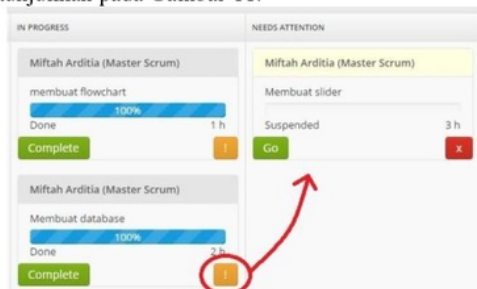 IN PROGRESS
Miftah Arditia (Master Scrum)
membuat flowchart
100%
Done 1 h
Complete !
Miftah Arditia (Master Scrum)
Membuat database
100%
Done 2 h
Complete !
NEEDS ATTENTION
Miftah Arditia (Master Scrum)
Membuat slider
Suspended 3 h
Go x